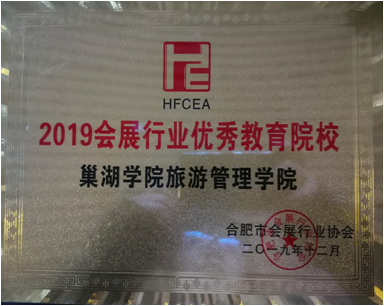 HFCEA
2019会展行业优秀教育院校
巢湖学院旅游管理学院
合肥市会展行业协会
二〇一九年十二月